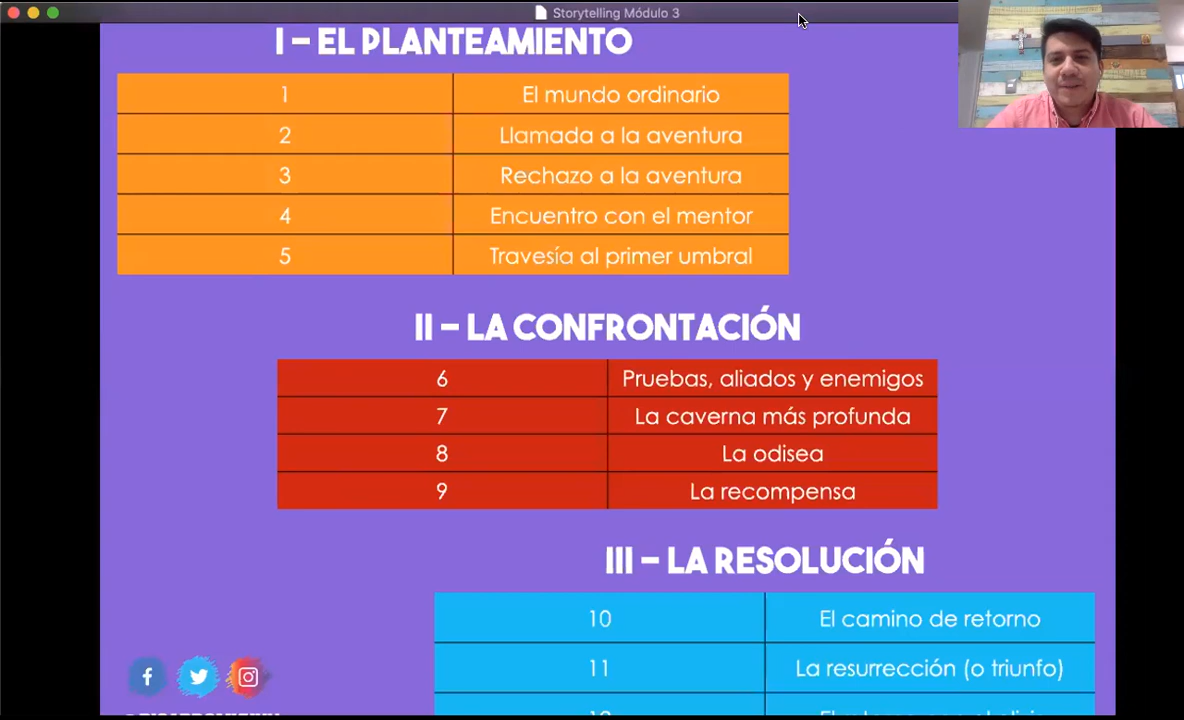 Storytelling Módulo 3
I – EL PLANTEAMIENTO
1 El mundo ordinario
2 Llamada a la aventura
3 Rechazo a la aventura
4 Encuentro con el mentor
5 Travesía al primer umbral
II – LA CONFRONTACIÓN
6 Pruebas, aliados y enemigos
7 La caverna más profunda
8 La odisea
9 La recompensa
III – LA RESOLUCIÓN
10 El camino de retorno
11 La resurrección (o triunfo)